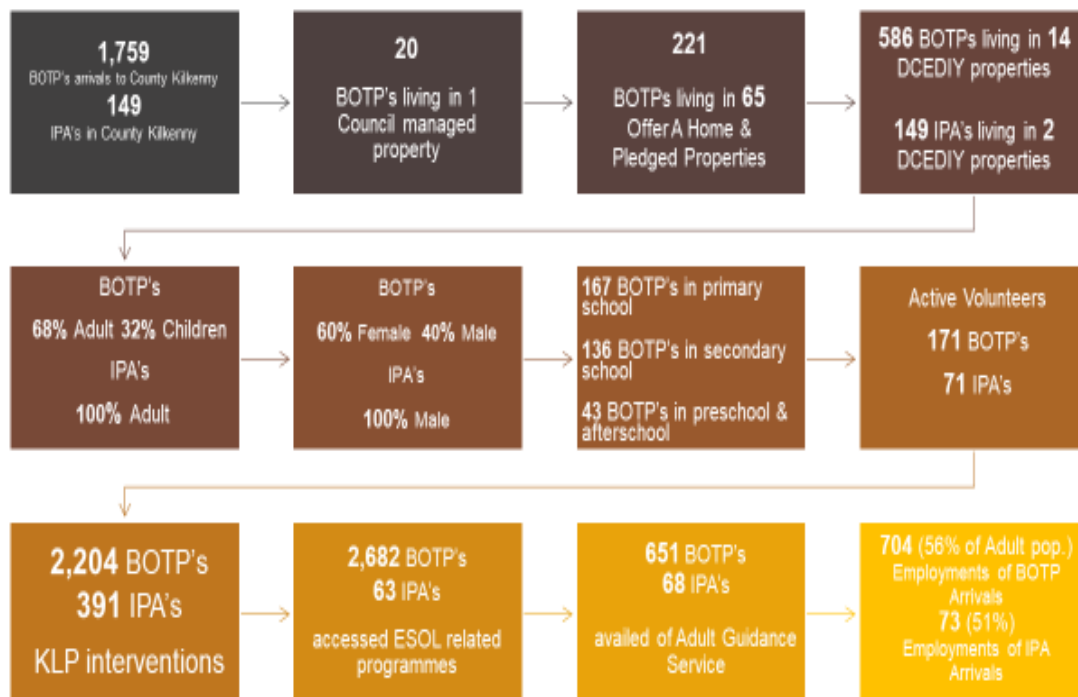 1,759
BOTP's arrivals to County Kilkenny
149
IPA's in County Kilkenny
20
BOTP's living in 1
Council managed
property
221
BOTPs living in 65
Offer A Home &
Pledged Properties
586 BOTPs living in 14
DCEDIY properties
149 IPA's living in 2
DCEDIY properties
BOTP's
68% Adult 32% Children
IPA's
100% Adult
BOTP's
60% Female 40% Male
IPA's
100% Male
167 BOTP's in primary
school
136 BOTP's in secondary
school
43 BOTP's in preschool &
afterschool
Active Volunteers
171 BOTP's
71 IPA's
2,204 BOTP's
391 IPA's
KLP interventions
2,682 BOTP's
63 IPA's
accessed ESOL related
programmes
651 BOTP's
68 IPA's
availed of Adult Guidance
Service
704 (56% of Adult pop.)
Employments of BOTP
Arrivals
73 (51%)
Employments of IPA
Arrivals